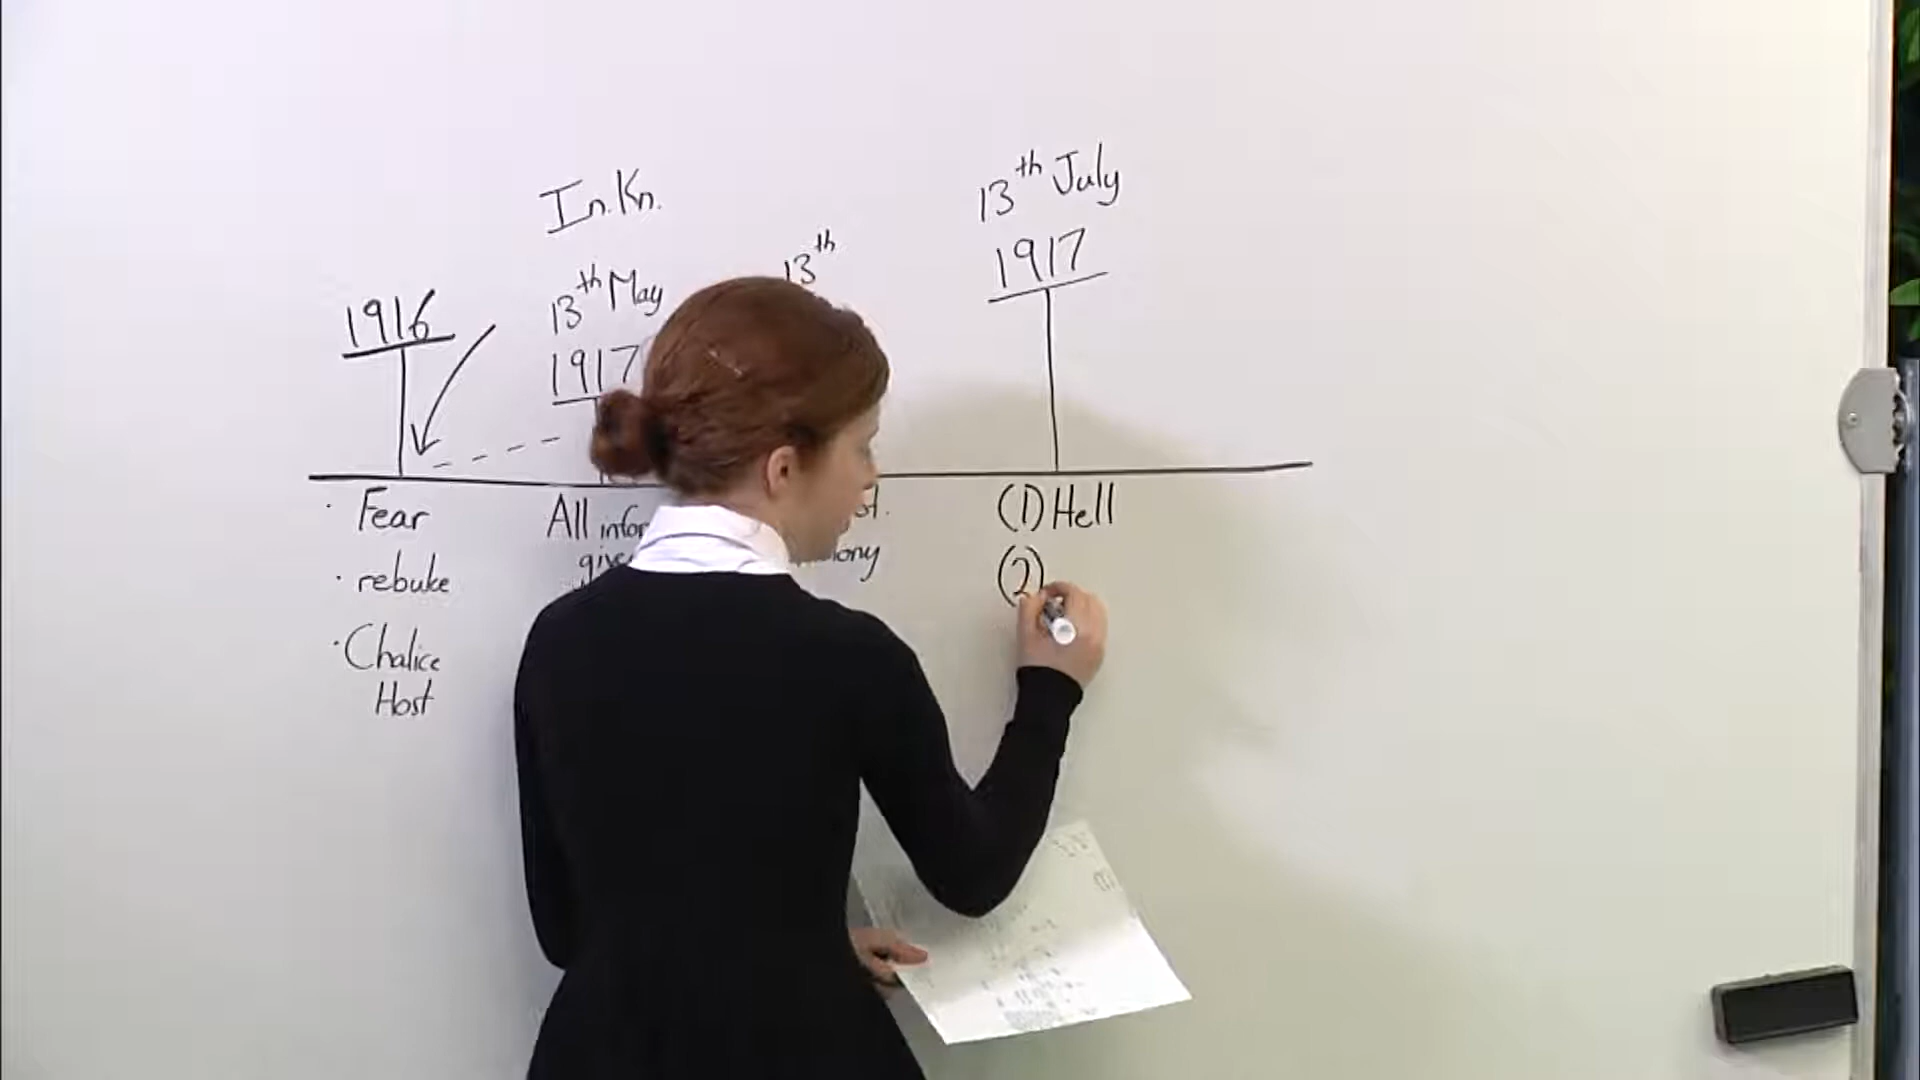 In. Kn.
13th July
1917
13th
13th May
1917
1916
· Fear
· rebuke
· Chalice
Host
All
(1) Hell
(2)